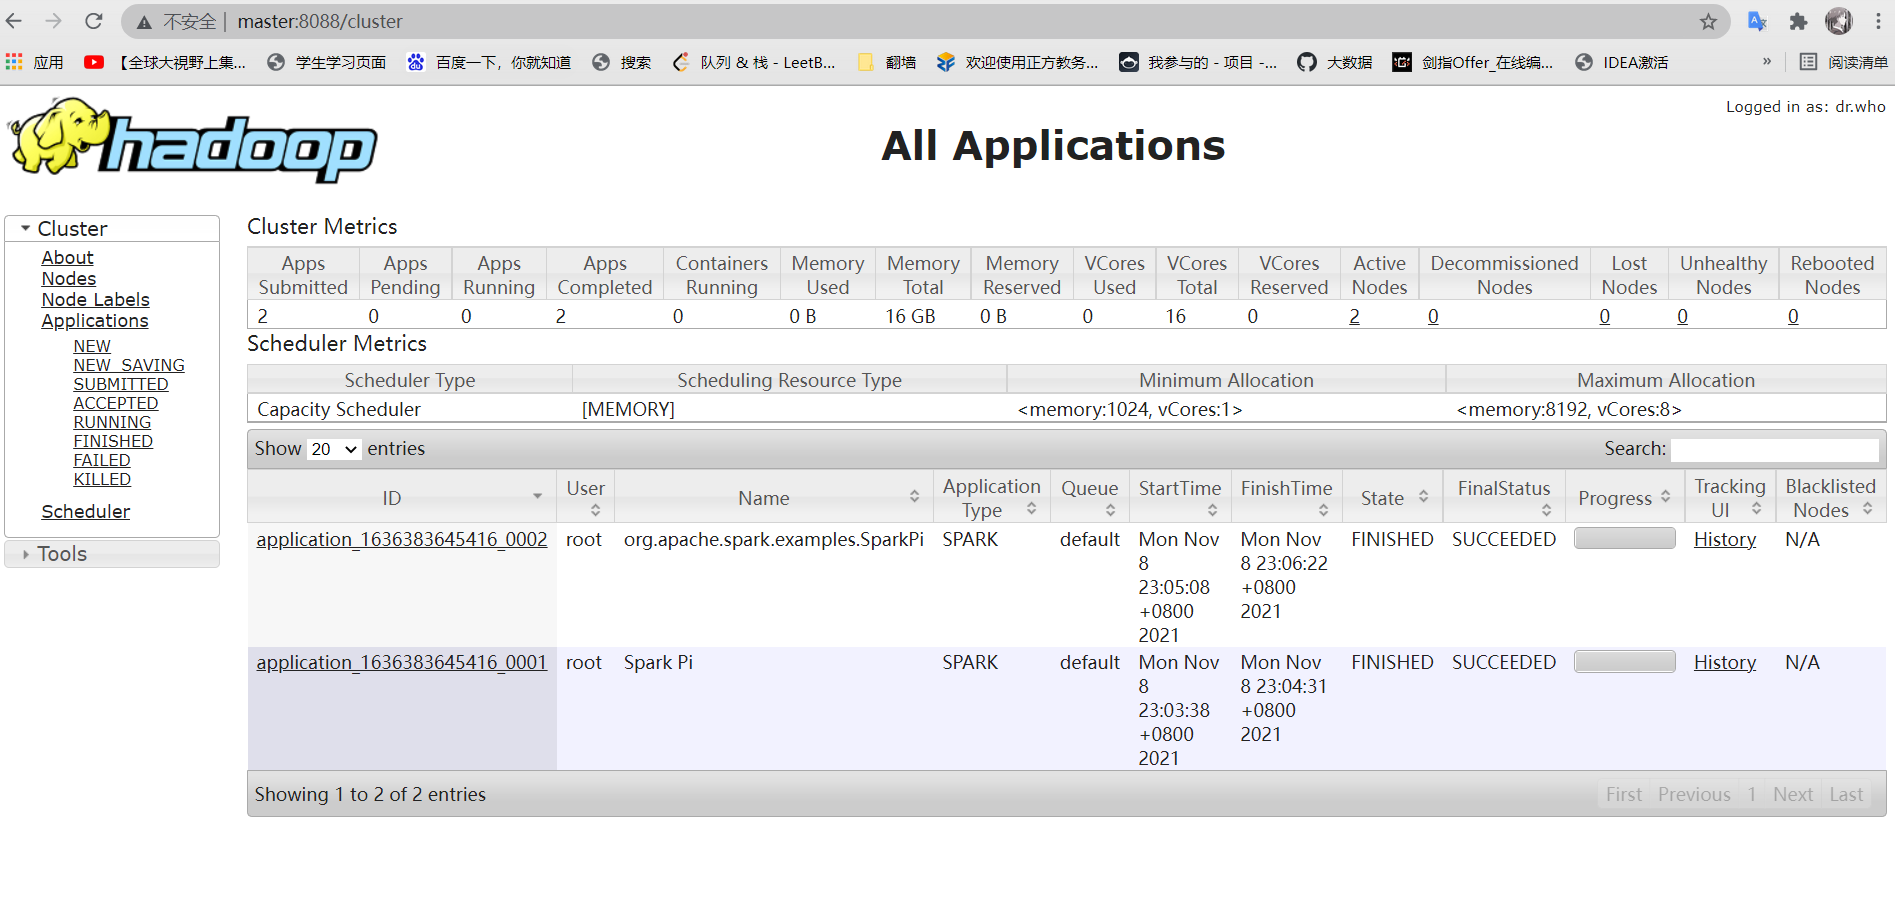 不安全 | master:8088/cluster
应用 【全球大視野上集... 学生学习页面 百度一下，你就知道 搜索 队列 & 栈 - LeetB... 翻墙 欢迎使用正方教务... 我参与的 - 项目 -... 大数据 剑指Offer_在线编... IDEA激活 » 阅读清单
Logged in as: dr.who
hadoop
All Applications
Cluster
About
Nodes
Node Labels
Applications
NEW
NEW_SAVING
SUBMITTED
ACCEPTED
RUNNING
FINISHED
FAILED
KILLED
Scheduler
Tools
Cluster Metrics
Apps Submitted Apps Pending Apps Running Apps Completed Containers Running Memory Used Memory Total Memory Reserved VCores Used VCores Total VCores Reserved Active Nodes Decommissioned Nodes Lost Nodes Unhealthy Nodes Rebooted Nodes
2 0 0 2 0 0 B 16 GB 0 B 0 16 0 2 0 0 0 0
Scheduler Metrics
Scheduler Type Scheduling Resource Type Minimum Allocation Maximum Allocation
Capacity Scheduler [MEMORY] <memory:1024, vCores:1> <memory:8192, vCores:8>
Show 20 entries Search:
ID User Name Application Type Queue StartTime FinishTime State FinalStatus Progress Tracking UI Blacklisted Nodes
application_1636383645416_0002 root org.apache.spark.examples.SparkPi SPARK default Mon Nov 8 23:05:08 +0800 2021 Mon Nov 8 23:06:22 +0800 2021 FINISHED SUCCEEDED History N/A
application_1636383645416_0001 root Spark Pi SPARK default Mon Nov 8 23:03:38 +0800 2021 Mon Nov 8 23:04:31 +0800 2021 FINISHED SUCCEEDED History N/A
Showing 1 to 2 of 2 entries First Previous 1 Next Last